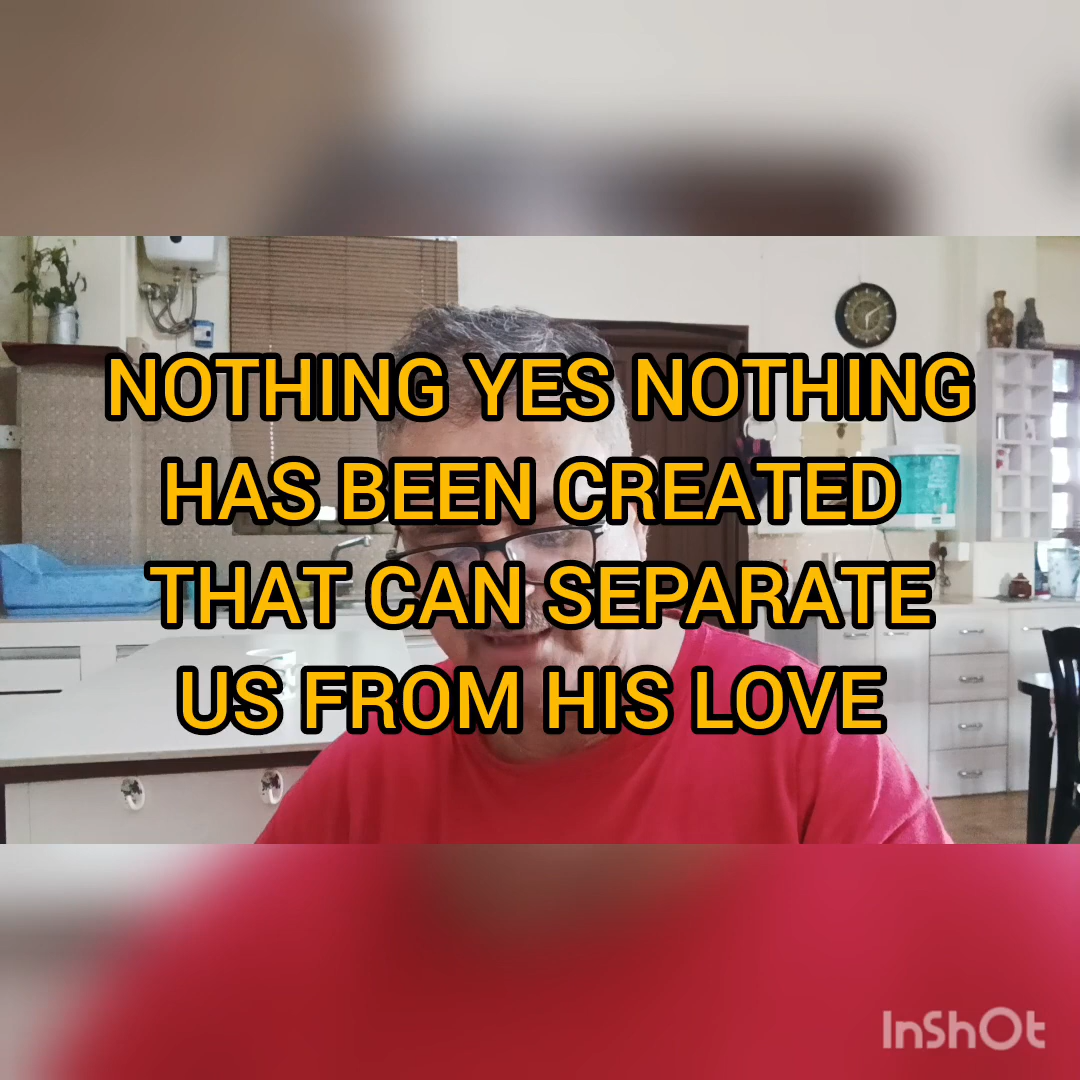 NOTHING YES NOTHING
HAS BEEN CREATED
THAT CAN SEPARATE
US FROM HIS LOVE
InShOt